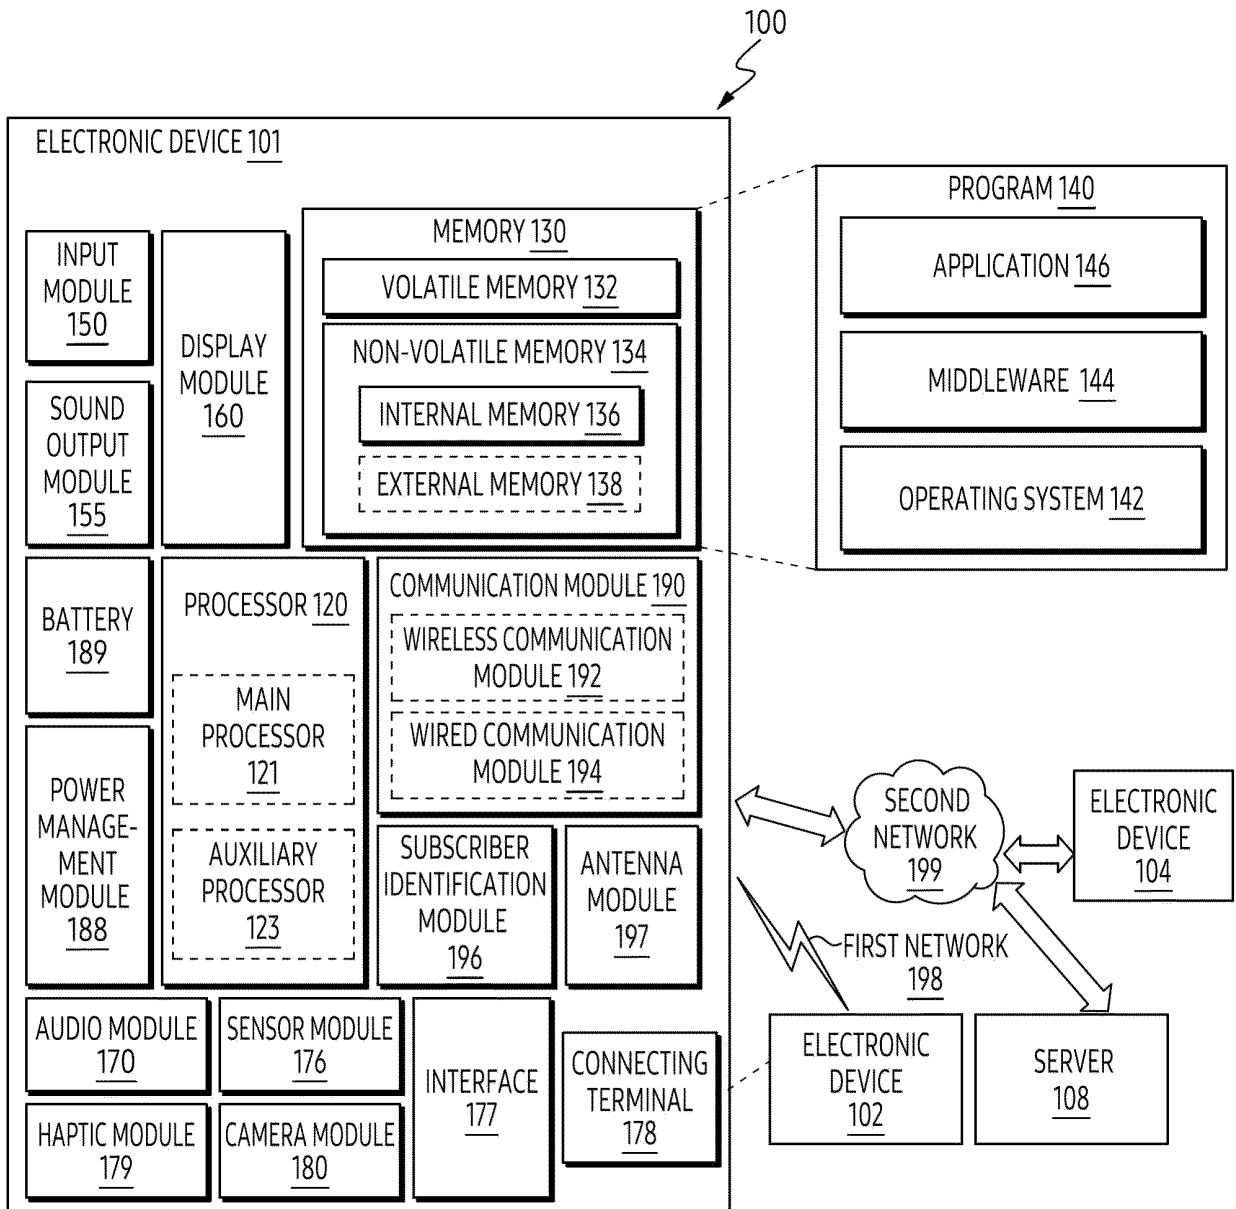 100
ELECTRONIC DEVICE 101
INPUT
MODULE
150
DISPLAY
MODULE
160
SOUND
OUTPUT
MODULE
155
MEMORY 130
VOLATILE MEMORY 132
NON-VOLATILE MEMORY 134
INTERNAL MEMORY 136
EXTERNAL MEMORY 138
PROGRAM 140
APPLICATION 146
MIDDLEWARE 144
OPERATING SYSTEM 142
BATTERY
189
POWER
MANAGE-
MENT MODULE
188
PROCESSOR 120
MAIN
PROCESSOR
121
AUXILIARY
PROCESSOR
123
COMMUNICATION MODULE 190
WIRELESS COMMUNICATION
MODULE 192
WIRED COMMUNICATION
MODULE 194
SUBSCRIBER
IDENTIFICATION
MODULE
196
ANTENNA
MODULE
197
AUDIO MODULE
170
SENSOR MODULE
176
HAPTIC MODULE
179
CAMERA MODULE
180
INTERFACE
177
CONNECTING
TERMINAL
178
SECOND
NETWORK
199
ELECTRONIC
DEVICE
104
FIRST NETWORK
198
ELECTRONIC
DEVICE
102
SERVER
108